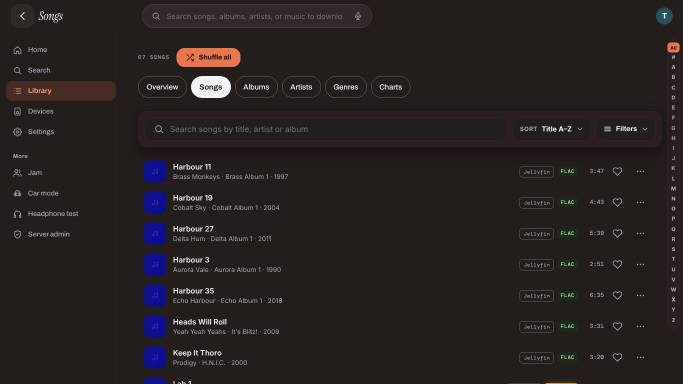 Songs
Search songs, albums, artists, or music to downlo
T
Home
Search
Library
Devices
Settings
More
Jam
Car mode
Headphone test
Server admin
67 SONGS
Shuffle all
Overview
Songs
Albums
Artists
Genres
Charts
Search songs by title, artist or album
SORT Title A–Z
Filters
Harbour 11
Brass Monkeys · Brass Album 1 · 1997
Jellyfin FLAC 3:47
Harbour 19
Cobalt Sky · Cobalt Album 1 · 2004
Jellyfin FLAC 4:43
Harbour 27
Delta Hum · Delta Album 1 · 2011
Jellyfin FLAC 5:39
Harbour 3
Aurora Vale · Aurora Album 1 · 1990
Jellyfin FLAC 2:51
Harbour 35
Echo Harbour · Echo Album 1 · 2018
Jellyfin FLAC 6:35
Heads Will Roll
Yeah Yeah Yeahs · It's Blitz! · 2009
Jellyfin FLAC 3:31
Keep It Thoro
Prodigy · H.N.I.C. · 2000
Jellyfin FLAC 3:20
Lab 1
All
#
A
B
C
D
E
F
G
H
I
J
K
L
M
N
O
P
Q
R
S
T
U
V
W
X
Y
Z